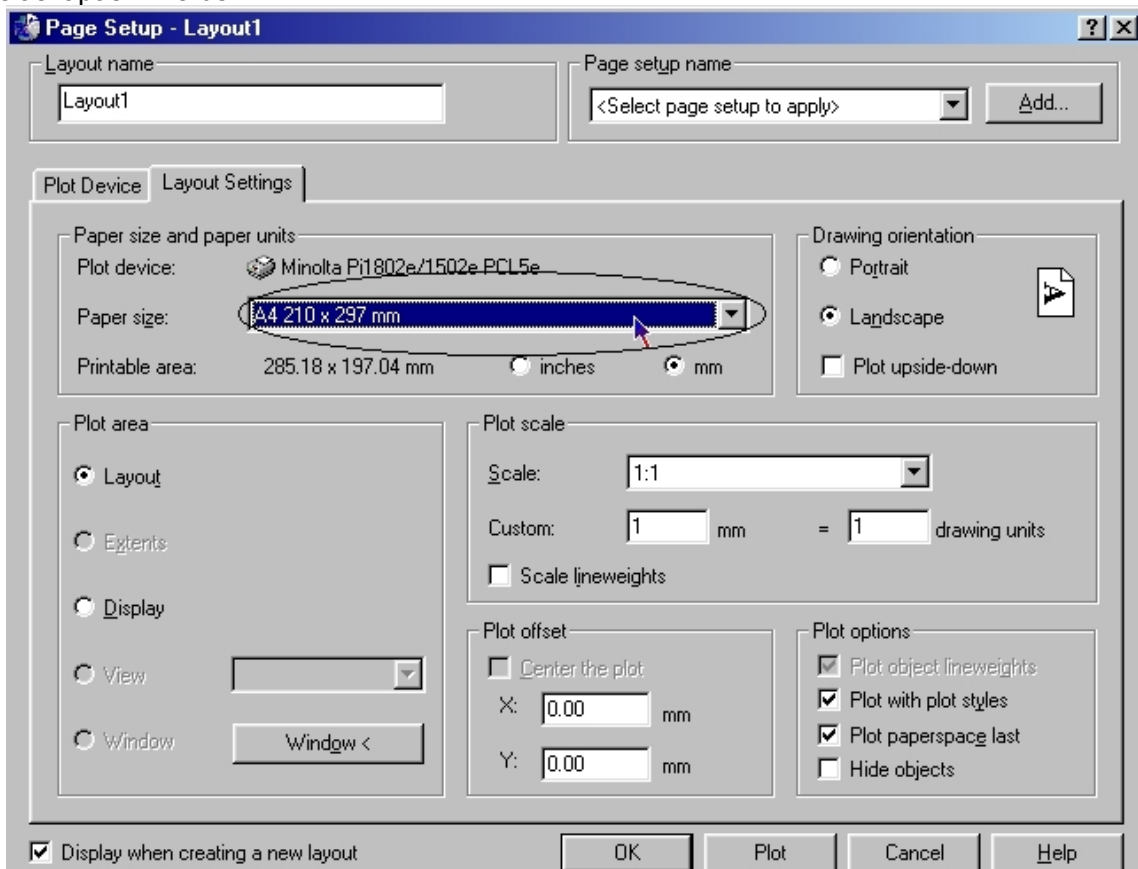 Page Setup - Layout1
Layout name
Layout1
Page setup name
<Select page setup to apply>
Add...
Plot Device
Layout Settings
Paper size and paper units
Plot device:
Minolta Pi1802e/1502e PCL5e
Paper size:
A4 210 x 297 mm
Printable area:
285.18 x 197.04 mm
inches
mm
Drawing orientation
Portrait
Landscape
A
Plot upside-down
Plot area
Layout
Extents
Display
View
Window
Window <
Plot scale
Scale:
1:1
Custom:
1 mm = 1 drawing units
Scale lineweights
Plot offset
Center the plot
X: 0.00 mm
Y: 0.00 mm
Plot options
Plot object lineweights
Plot with plot styles
Plot paperspace last
Hide objects
Display when creating a new layout
OK
Plot
Cancel
Help